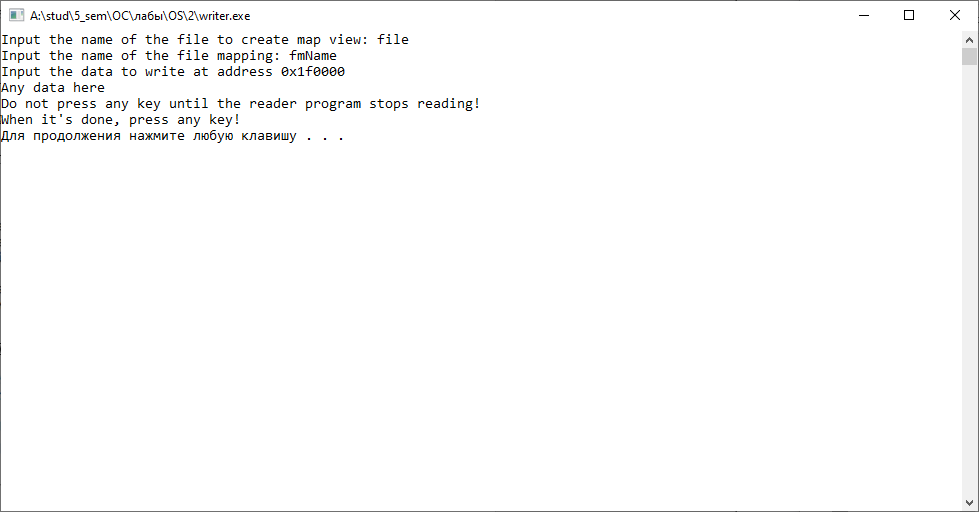 A:\stud\5_sem\ОС\лабы\OS\2\writer.exe
Input the name of the file to create map view: file
Input the name of the file mapping: fmName
Input the data to write at address 0x1f0000
Any data here
Do not press any key until the reader program stops reading!
When it's done, press any key!
Для продолжения нажмите любую клавишу . . .